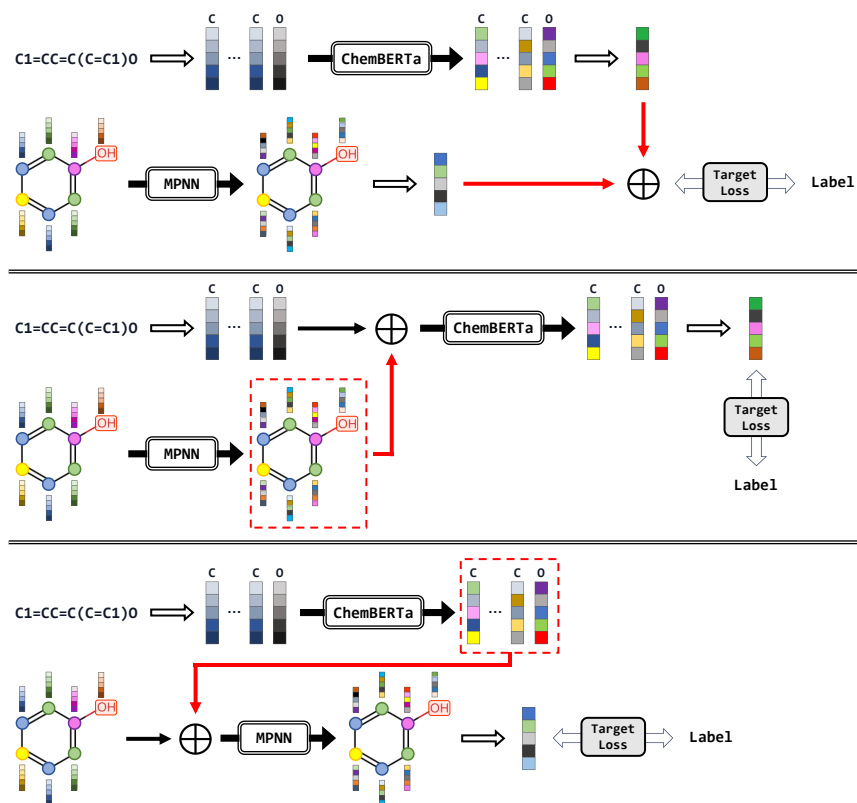 C C O C C O
C1=CC=C(C=C1)O ... ChemBERTa ...
OH MPNN OH Target Loss Label
C C O C C O
C1=CC=C(C=C1)O ... ChemBERTa ...
OH MPNN OH Target Loss
Label
C C O C C O
C1=CC=C(C=C1)O ... ChemBERTa ...
OH MPNN OH Target Loss Label